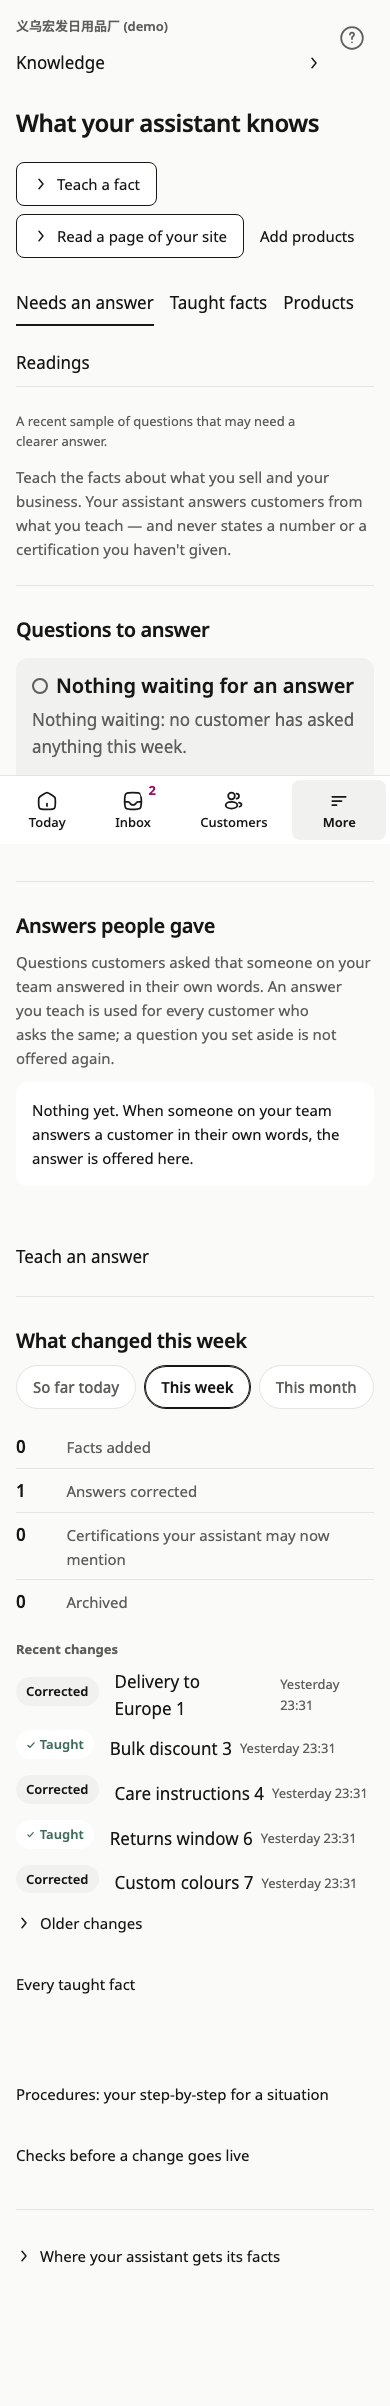 义乌宏发日用品厂 (demo)
Knowledge
What your assistant knows
Teach a fact
Read a page of your site
Add products
Needs an answer
Taught facts
Products
Readings
A recent sample of questions that may need a
clearer answer.
Teach the facts about what you sell and your
business. Your assistant answers customers from
what you teach — and never states a number or a
certification you haven't given.
Questions to answer
Nothing waiting for an answer
Nothing waiting: no customer has asked
anything this week.
Today
Inbox
2
Customers
More
Answers people gave
Questions customers asked that someone on your
team answered in their own words. An answer
you teach is used for every customer who
asks the same; a question you set aside is not
offered again.
Nothing yet. When someone on your team
answers a customer in their own words, the
answer is offered here.
Teach an answer
What changed this week
So far today
This week
This month
0 Facts added
1 Answers corrected
0 Certifications your assistant may now
mention
0 Archived
Recent changes
Corrected Delivery to
Europe 1
Yesterday
23:31
Taught Bulk discount 3 Yesterday 23:31
Corrected Care instructions 4 Yesterday 23:31
Taught Returns window 6 Yesterday 23:31
Corrected Custom colours 7 Yesterday 23:31
Older changes
Every taught fact
Procedures: your step-by-step for a situation
Checks before a change goes live
Where your assistant gets its facts